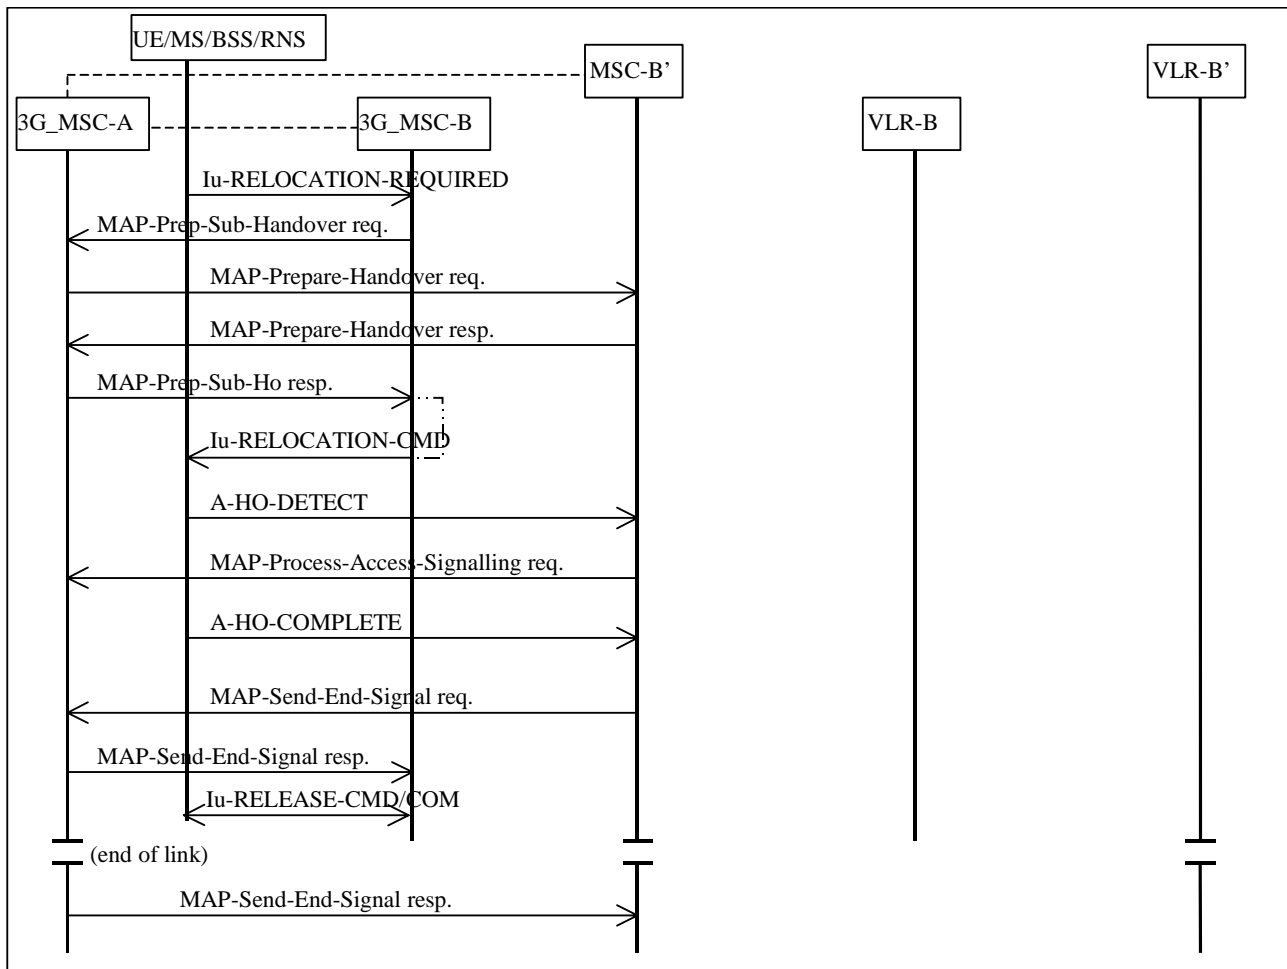 UE/MS/BSS/RNS
MSC-B’
VLR-B’
3G_MSC-A
3G_MSC-B
VLR-B
Iu-RELOCATION-REQUIRED
MAP-Prep-Sub-Handover req.
MAP-Prepare-Handover req.
MAP-Prepare-Handover resp.
MAP-Prep-Sub-Ho resp.
Iu-RELOCATION-CMD
A-HO-DETECT
MAP-Process-Access-Signalling req.
A-HO-COMPLETE
MAP-Send-End-Signal req.
MAP-Send-End-Signal resp.
Iu-RELEASE-CMD/COM
(end of link)
MAP-Send-End-Signal resp.